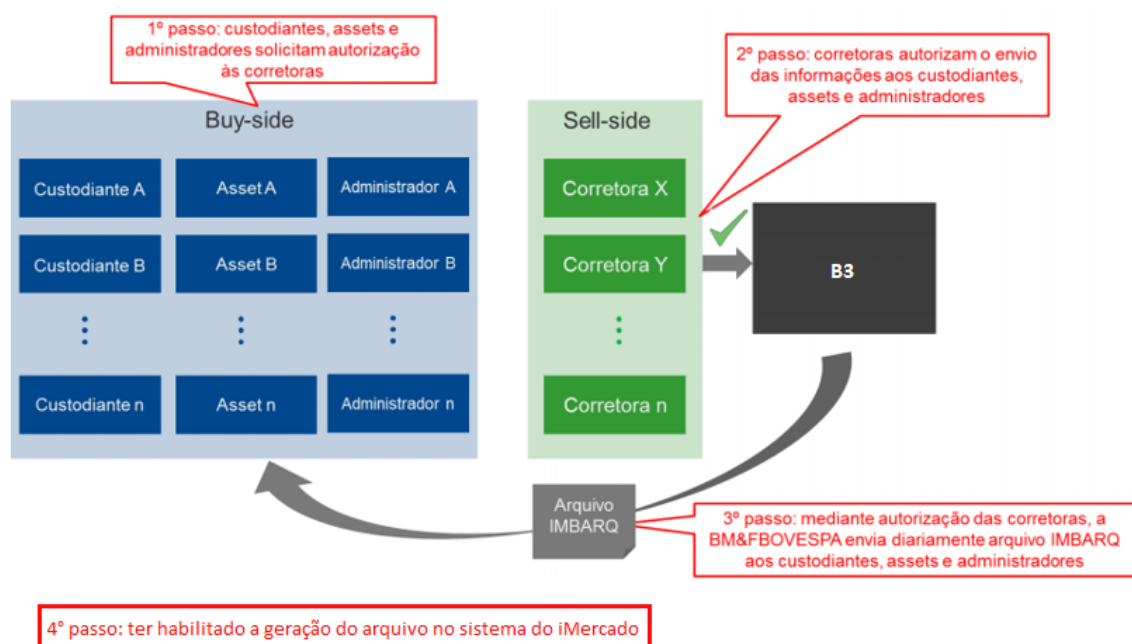 1º passo: custodiantes, assets e
administradores solicitam autorização
às corretoras
2º passo: corretoras autorizam o envio
das informações aos custodiantes,
assets e administradores
Buy-side
Sell-side
Custodiante A
Asset A
Administrador A
Corretora X
Custodiante B
Asset B
Administrador B
Corretora Y
B3
Custodiante n
Asset n
Administrador n
Corretora n
Arquivo
IMBARQ
3º passo: mediante autorização das corretoras, a
BM&FBOVESPA envia diariamente arquivo IMBARQ
aos custodiantes, assets e administradores
4° passo: ter habilitado a geração do arquivo no sistema do iMercado